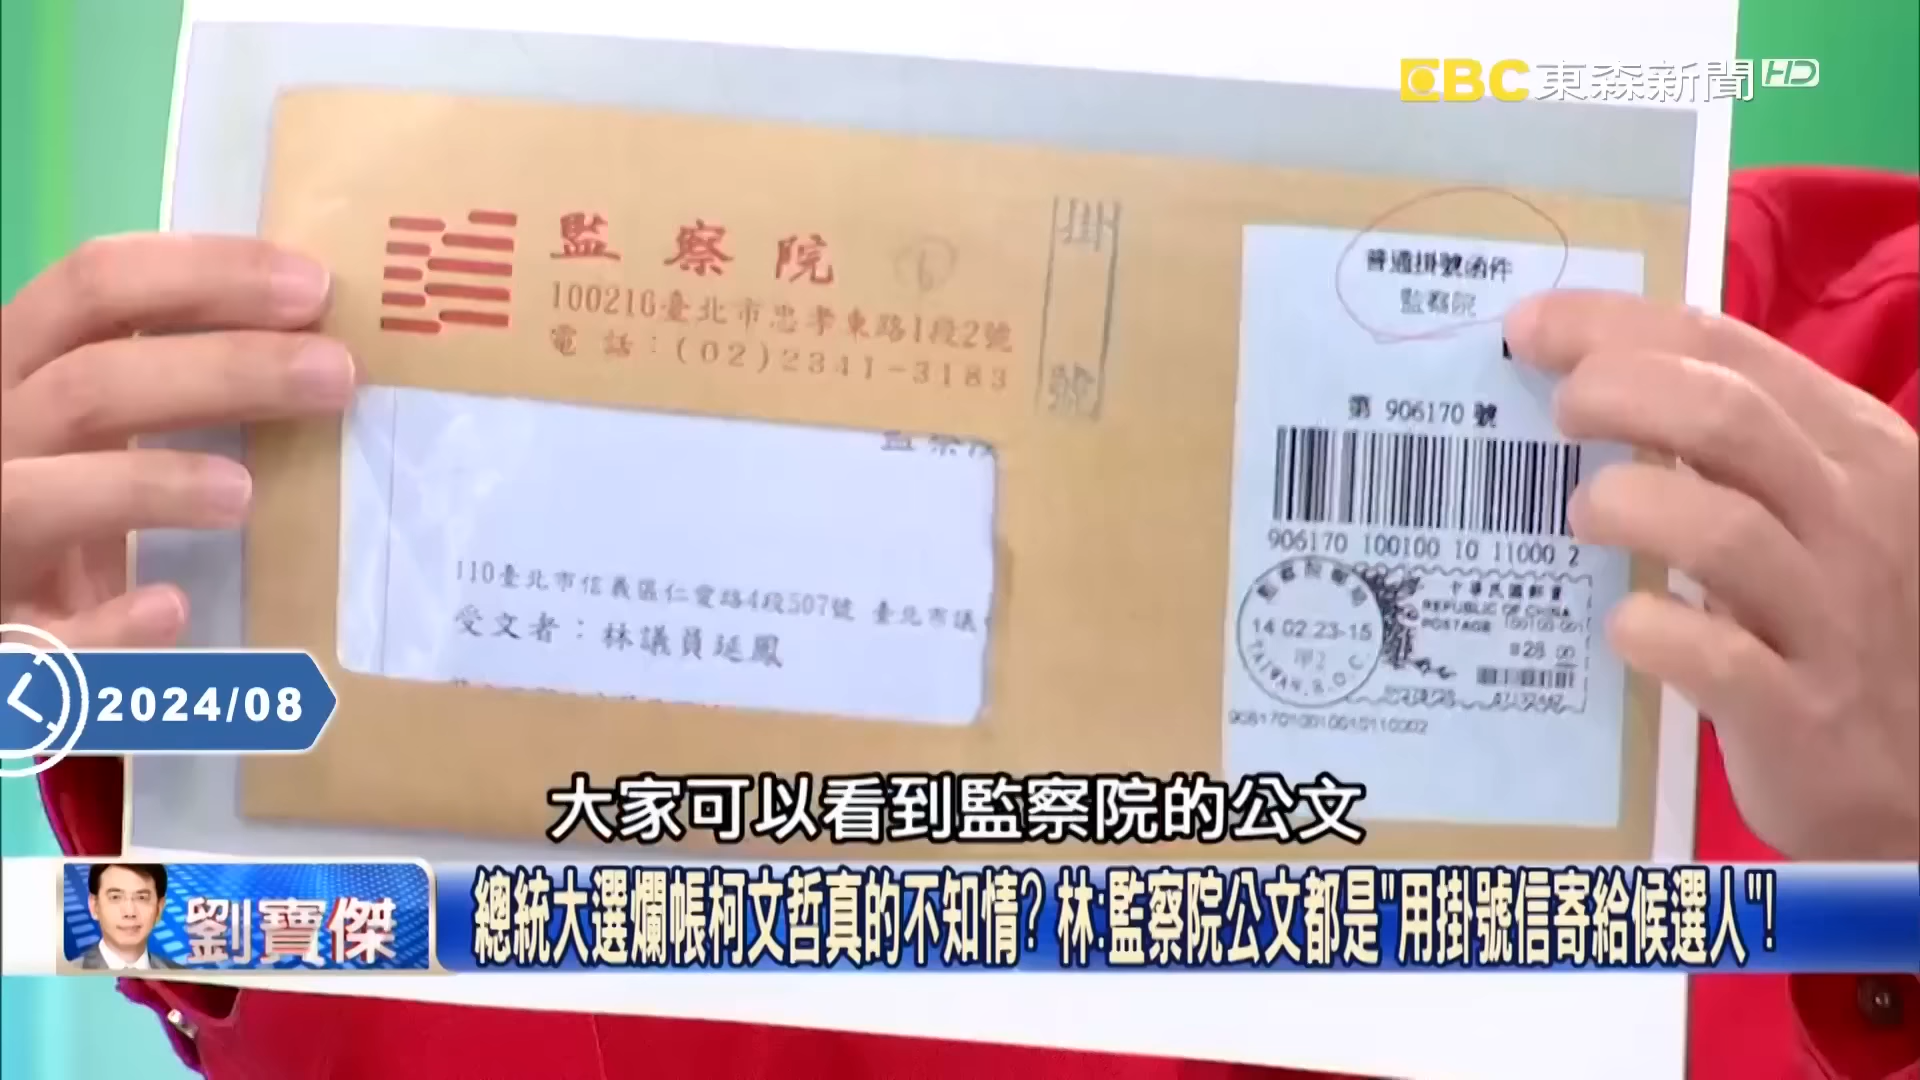 EBC 東森新聞 HD
監察院
100216臺北市忠孝東路1段2號
電話：(02)2341-3183
掛號
普通掛號函件
監察院
第 906170 號
906170 100100 10 11000 2
14.02.23-15
TAIWAN, R.O.C.
中華民國郵票
REPUBLIC OF CHINA
POSTAGE
110臺北市信義區仁愛路4段507號 臺北市議
受文者：林議員延鳳
2024/08
大家可以看到監察院的公文
劉寶傑
總統大選爛帳柯文哲真的不知情? 林:監察院公文都是"用掛號信寄給候選人"!